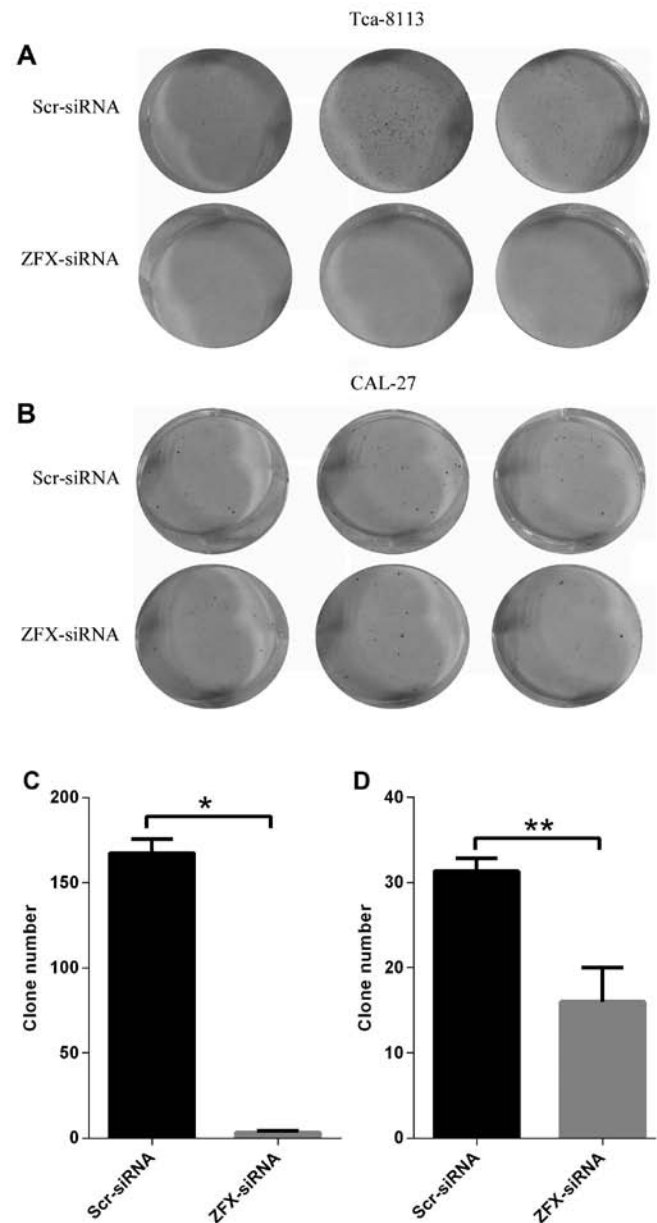 Tca-8113
A
Scr-siRNA
ZFX-siRNA
CAL-27
B
Scr-siRNA
ZFX-siRNA
C
200
150
100
50
0
Clone number
*
Scr-siRNA
ZFX-siRNA
D
40
30
20
10
0
Clone number
**
Scr-siRNA
ZFX-siRNA